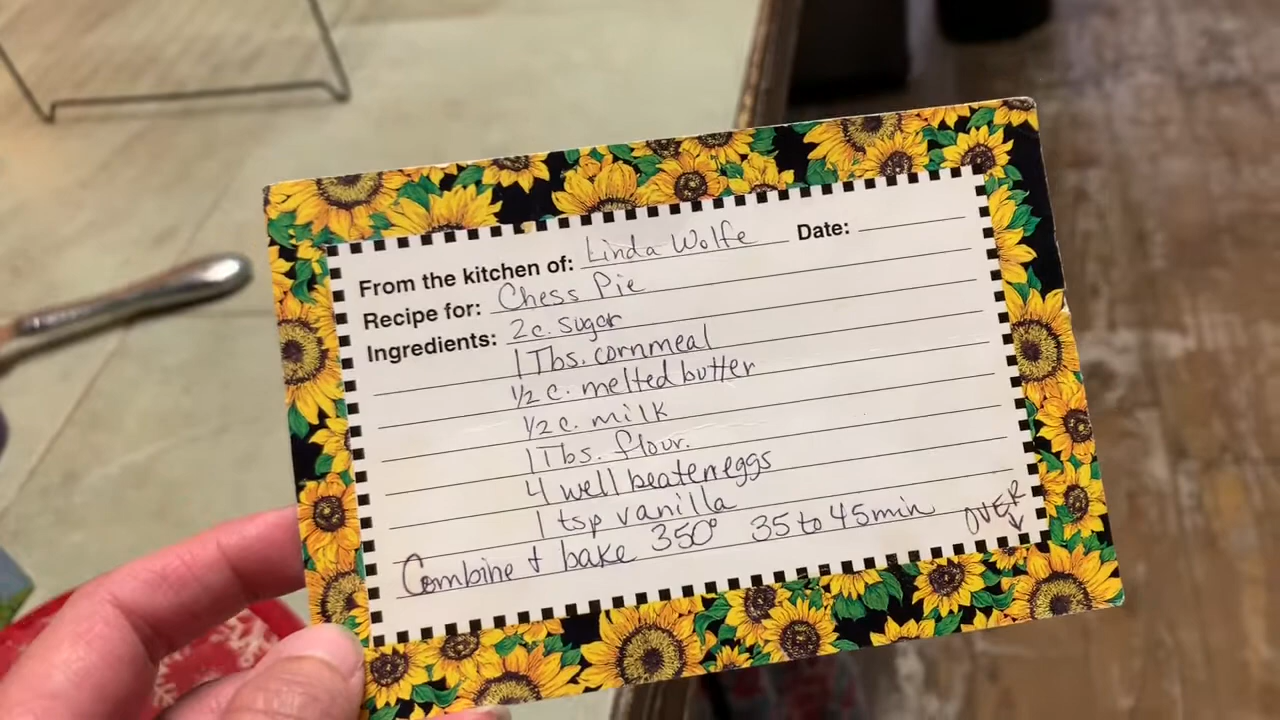 From the kitchen of: Linda Wolfe Date:
Recipe for: Chess Pie
Ingredients: 2c. sugar
1 Tbs. cornmeal
1/2 c. melted butter
1/2 c. milk
1 Tbs. flour.
4 well beaten eggs
1 tsp vanilla
Combine + bake 350° 35 to 45 min
OVER